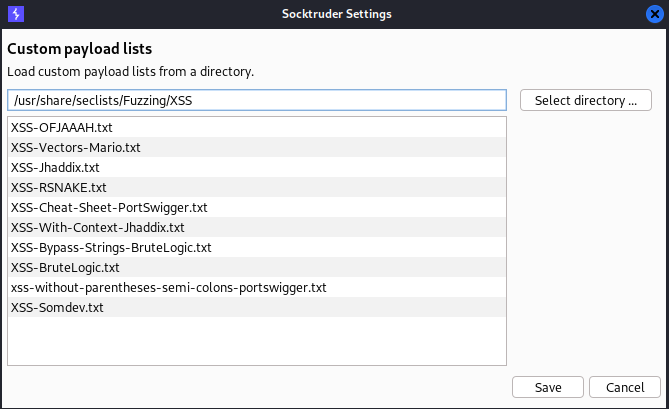 Socktruder Settings
Custom payload lists
Load custom payload lists from a directory.
/usr/share/seclists/Fuzzing/XSS
Select directory ...
XSS-OFJAAAH.txt
XSS-Vectors-Mario.txt
XSS-Jhaddix.txt
XSS-RSNAKE.txt
XSS-Cheat-Sheet-PortSwigger.txt
XSS-With-Context-Jhaddix.txt
XSS-Bypass-Strings-BruteLogic.txt
XSS-BruteLogic.txt
xss-without-parentheses-semi-colons-portswigger.txt
XSS-Somdev.txt
Save
Cancel